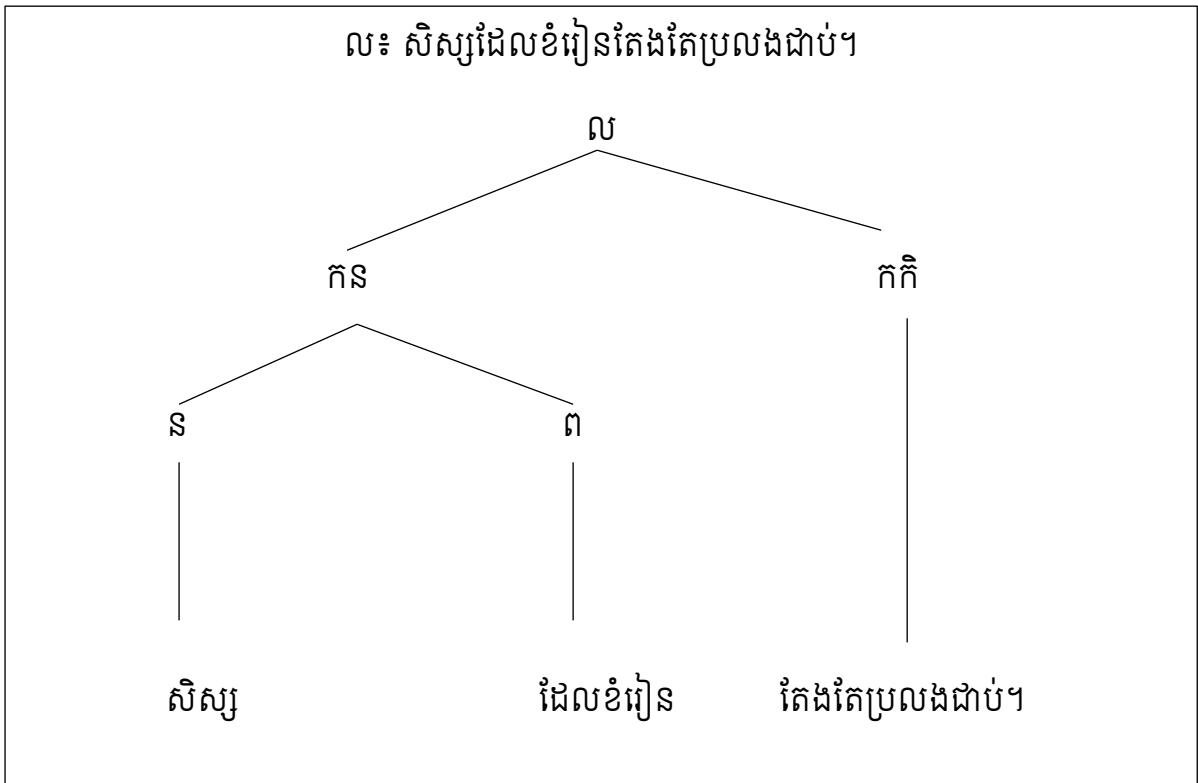 ល៖ សិស្សដែលខំរៀនតែងតែប្រលងជាប់។
ល
កន កកិ
ន ព
សិស្ស ដែលខំរៀន តែងតែប្រលងជាប់។